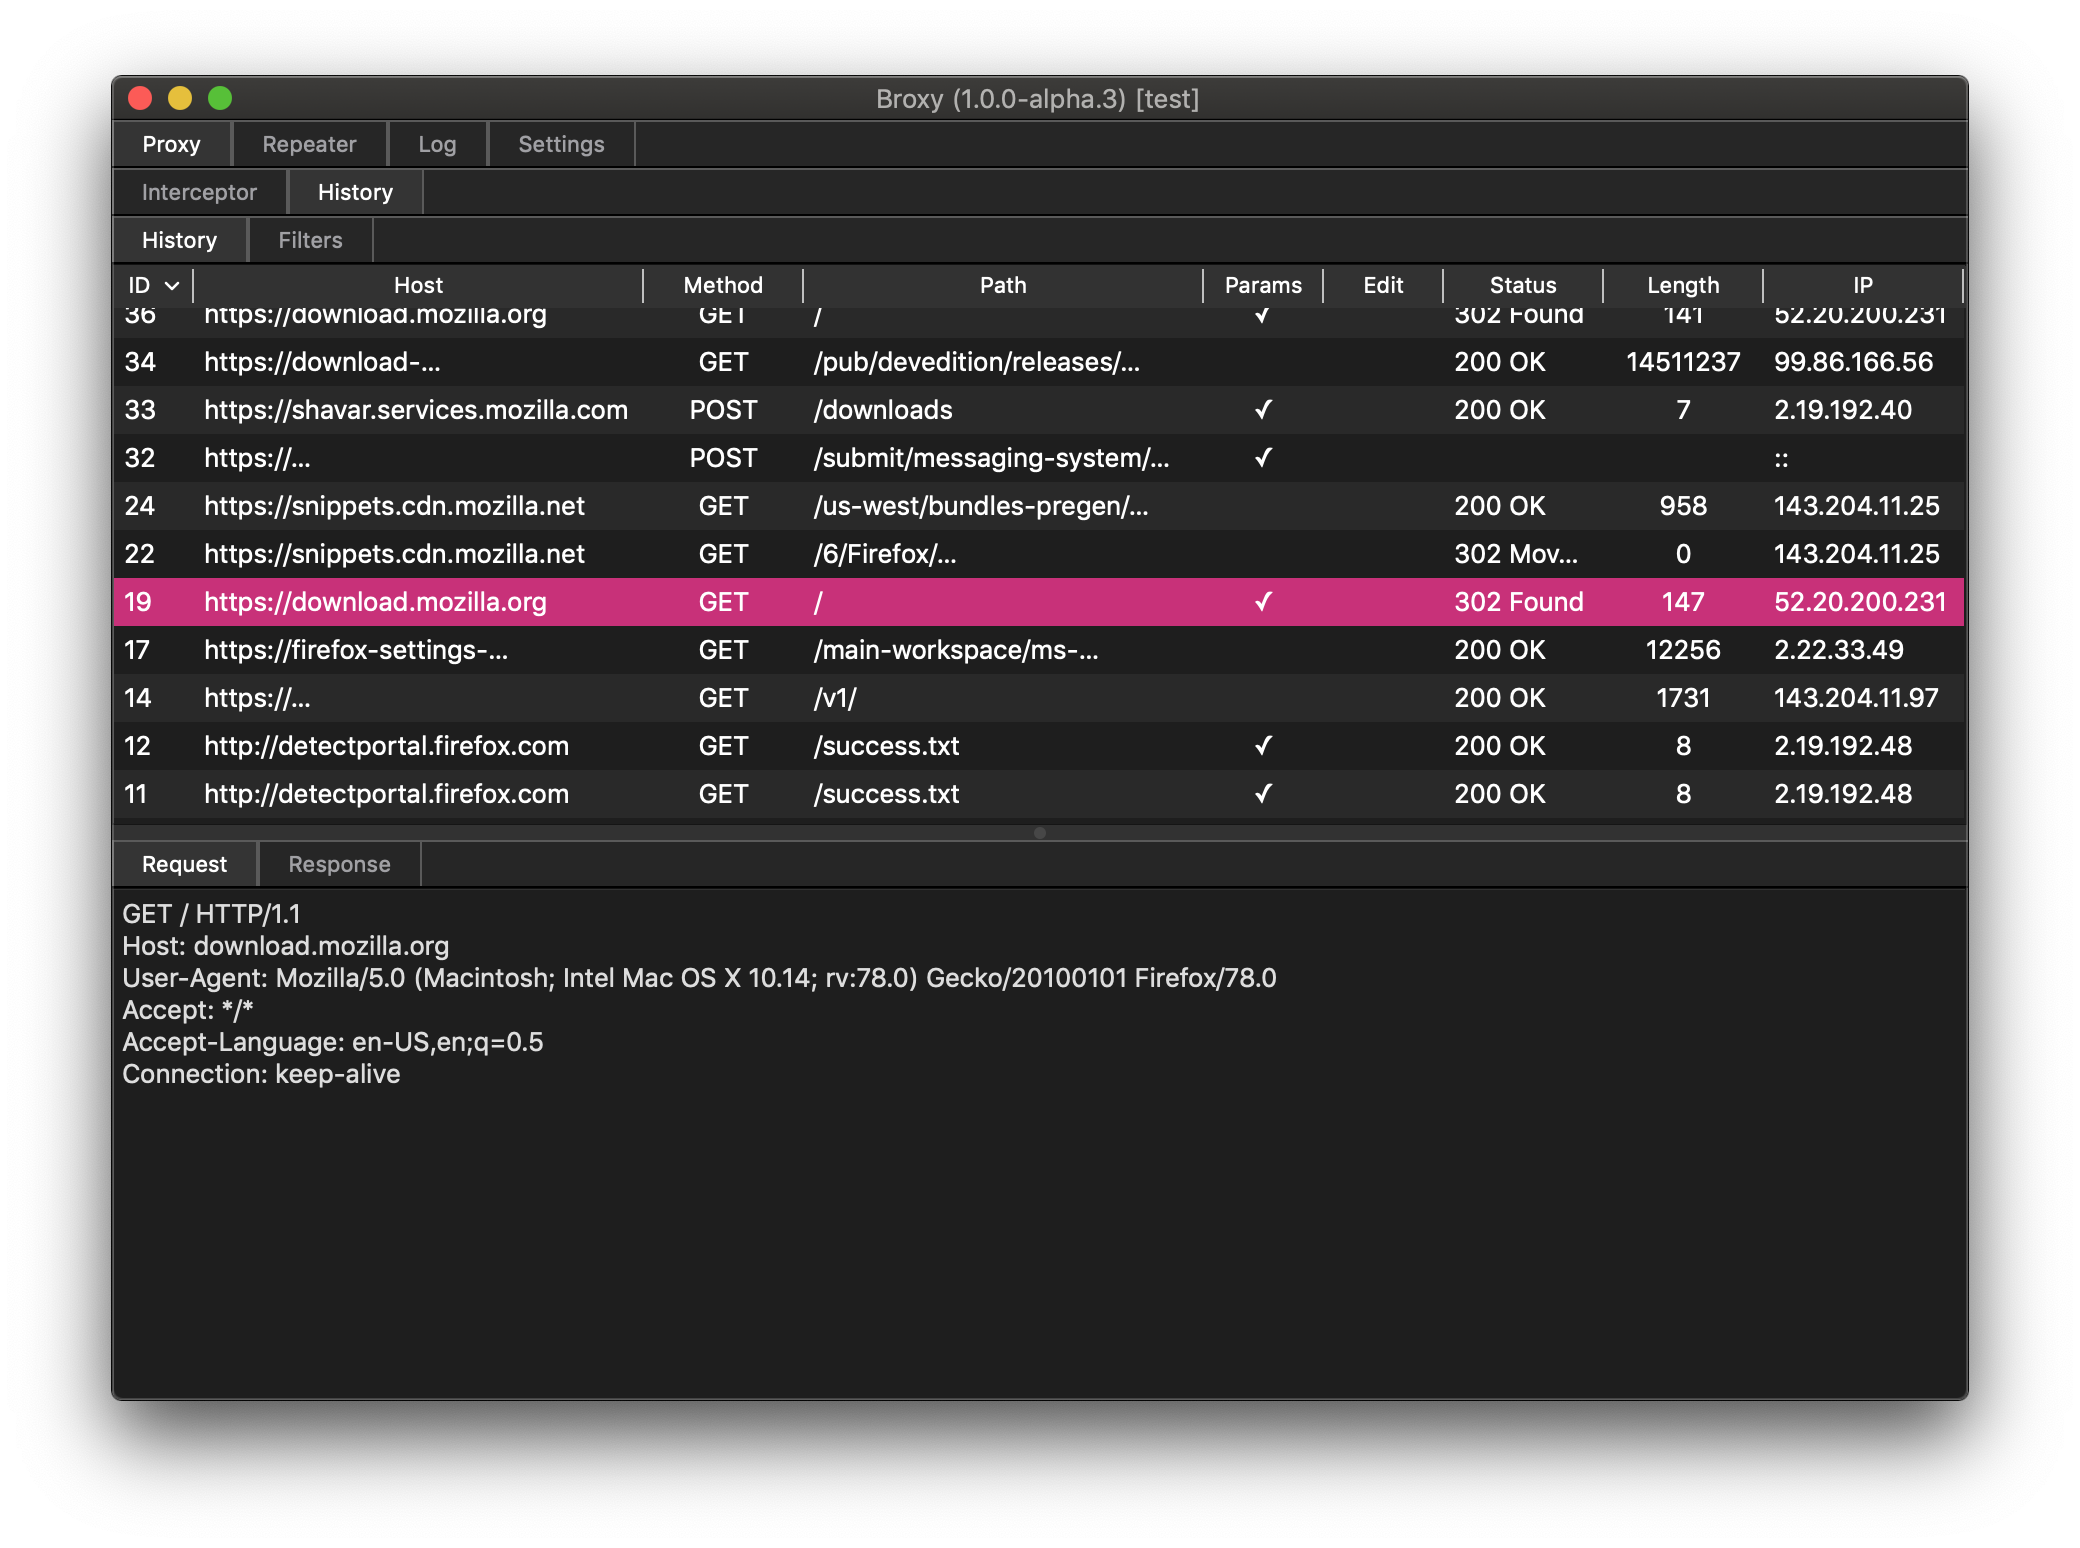 Broxy (1.0.0-alpha.3) [test]
Proxy Repeater Log Settings
Interceptor History
History Filters
ID Host Method Path Params Edit Status Length IP
36 https://download.mozilla.org GET / ✓ 302 Found 141 52.20.200.231
34 https://download-... GET /pub/devedition/releases/... 200 OK 14511237 99.86.166.56
33 https://shavar.services.mozilla.com POST /downloads ✓ 200 OK 7 2.19.192.40
32 https://... POST /submit/messaging-system/... ✓ ::
24 https://snippets.cdn.mozilla.net GET /us-west/bundles-pregen/... 200 OK 958 143.204.11.25
22 https://snippets.cdn.mozilla.net GET /6/Firefox/... 302 Mov... 0 143.204.11.25
19 https://download.mozilla.org GET / ✓ 302 Found 147 52.20.200.231
17 https://firefox-settings-... GET /main-workspace/ms-... 200 OK 12256 2.22.33.49
14 https://... GET /v1/ 200 OK 1731 143.204.11.97
12 http://detectportal.firefox.com GET /success.txt ✓ 200 OK 8 2.19.192.48
11 http://detectportal.firefox.com GET /success.txt ✓ 200 OK 8 2.19.192.48
Request Response
GET / HTTP/1.1
Host: download.mozilla.org
User-Agent: Mozilla/5.0 (Macintosh; Intel Mac OS X 10.14; rv:78.0) Gecko/20100101 Firefox/78.0
Accept: */*
Accept-Language: en-US,en;q=0.5
Connection: keep-alive